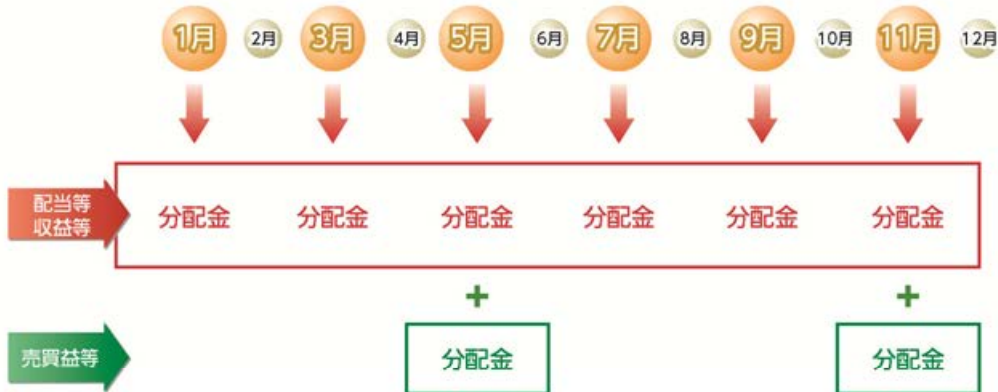 1月 2月 3月 4月 5月 6月 7月 8月 9月 10月 11月 12月
配当等
収益等
分配金 分配金 分配金 分配金 分配金 分配金
+ +
売買益等
分配金 分配金